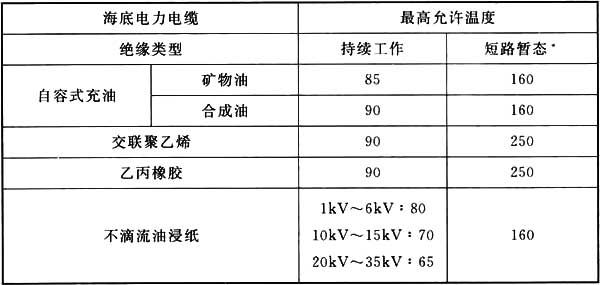 海底电力电缆 最高允许温度
绝缘类型 持续工作 短路暂态*
自容式充油 矿物油 85 160
合成油 90 160
交联聚乙烯 90 250
乙丙橡胶 90 250
不滴流油浸纸 1kV~6kV:80 160
10kV~15kV:70
20kV~35kV:65